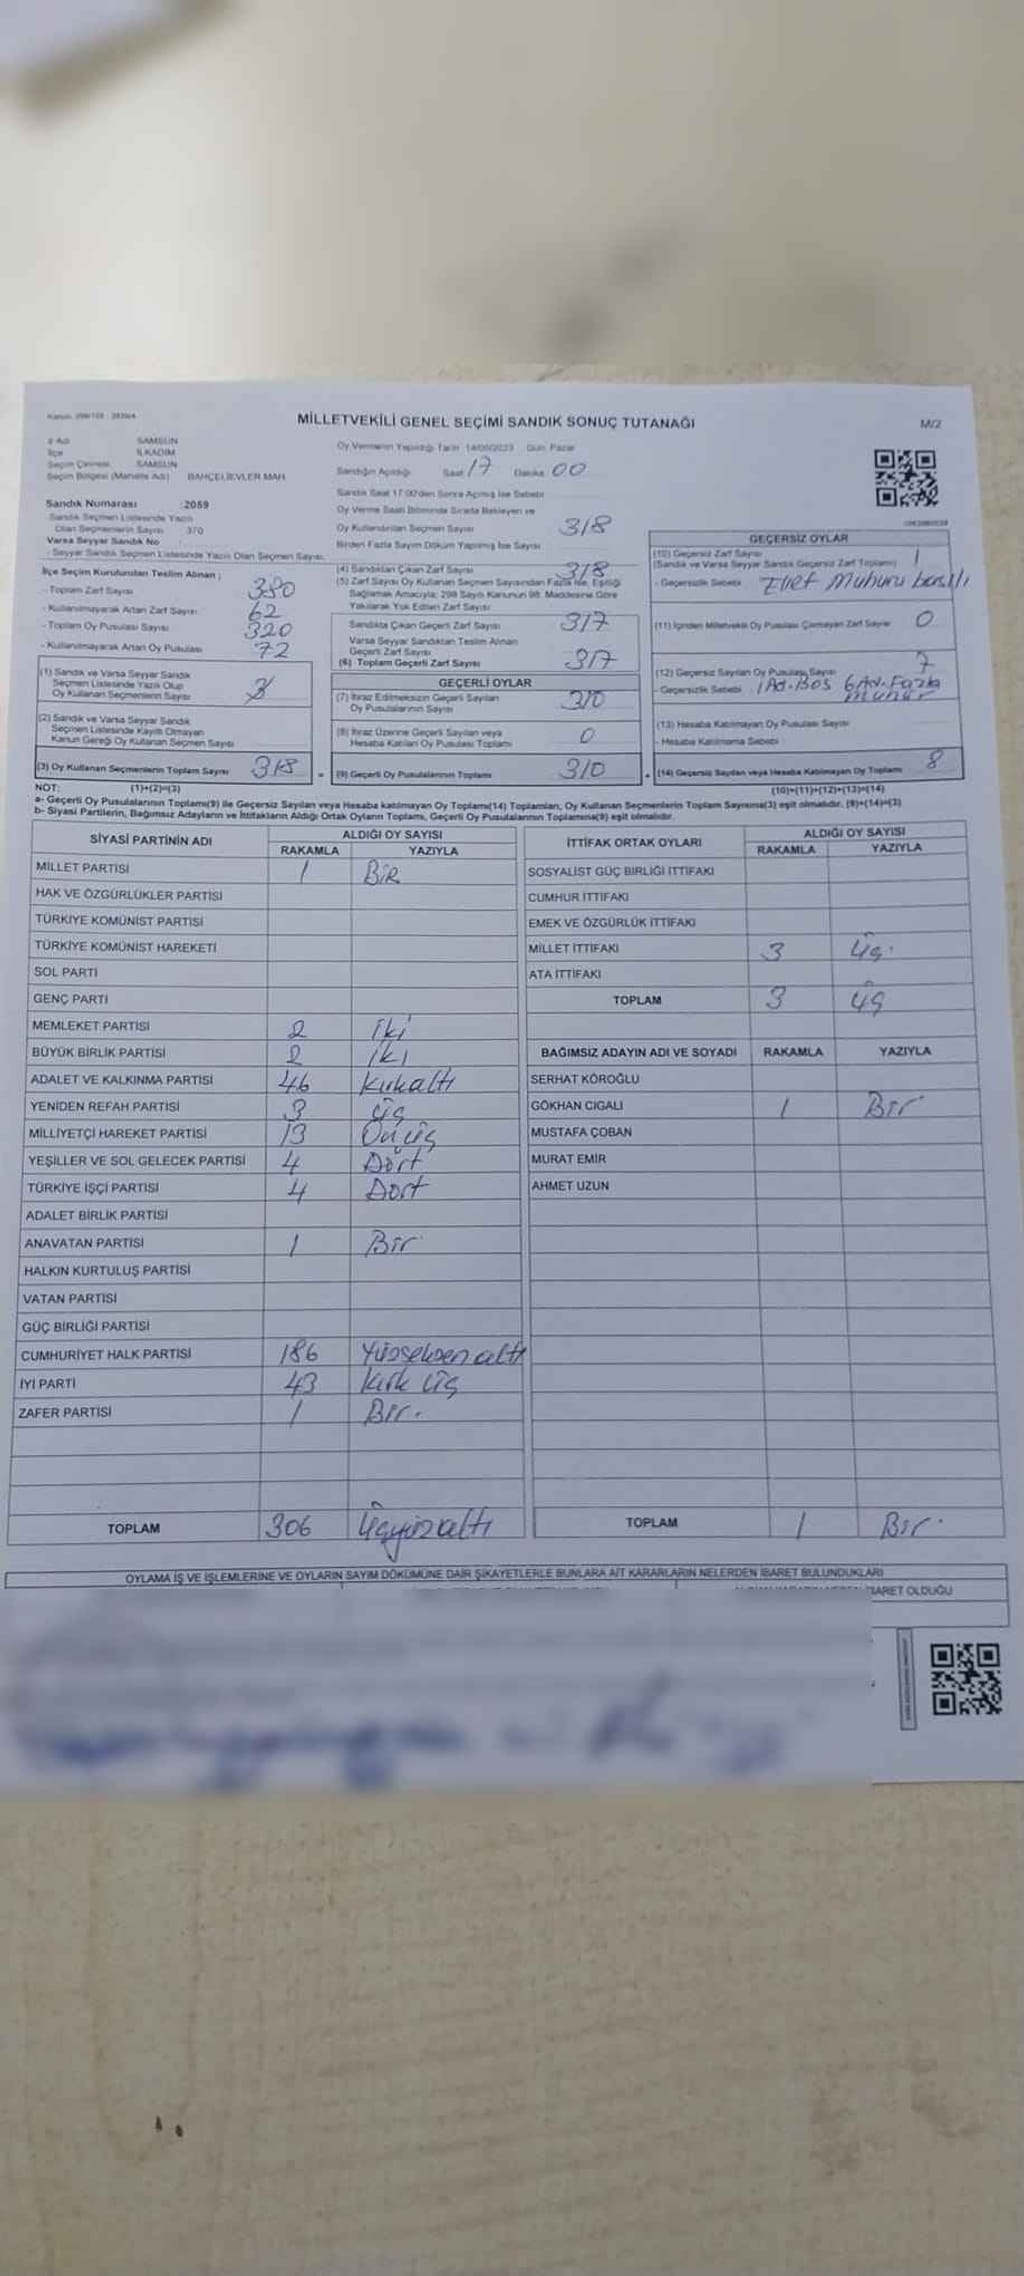 MİLLETVEKİLİ GENEL SEÇİMİ SANDIK SONUÇ TUTANAĞI
M/2
İl Adı SAMSUN
İlçe İLKADIM
Seçim Çevresi SAMSUN
Seçim Bölgesi (Mahalle Adı) BAHÇELİEVLER MAH
Sandık Numarası :2059
Sandık Seçmen Listesinde Yazılı
Olan Seçmenlerin Sayısı 370
Varsa Seyyar Sandık No
Seyyar Sandık Seçmen Listesinde Yazılı Olan Seçmen Sayısı:
Oy Vermenin Yapıldığı Tarih 14/05/2023 Gün Pazar
Sandığın Açıldığı Saat 17 Dakika 00
Sandık Saat 17:00'den Sonra Açılmış İse Sebebi
Oy Verme Saati Bitiminde Sırada Bekleyen ve
Oy Kullandırılan Seçmen Sayısı 318
Birden Fazla Sayım Döküm Yapılmış İse Sayısı
İlçe Seçim Kurulundan Teslim Alınan ;
- Toplam Zarf Sayısı 380
- Kullanılmayarak Artan Zarf Sayısı 62
- Toplam Oy Pusulası Sayısı 320
- Kullanılmayarak Artan Oy Pusulası 72
(1) Sandık ve Varsa Seyyar Sandık
Seçmen Listesinde Yazılı Olup
Oy Kullanan Seçmenlerin Sayısı
(2) Sandık ve Varsa Seyyar Sandık
Seçmen Listesinde Kayıtlı Olmayan
Kanun Gereği Oy Kullanan Seçmen Sayısı
(3) Oy Kullanan Seçmenlerin Toplam Sayısı 318
(4) Sandıktan Çıkan Zarf Sayısı 318
(5) Zarf Sayısı Oy Kullanan Seçmen Sayısından Fazla İse, Eşitliği
Sağlamak Amacıyla; 298 Sayılı Kanunun 98. Maddesine Göre
Yakılarak Yok Edilen Zarf Sayısı
Sandıkta Çıkan Geçerli Zarf Sayısı 317
Varsa Seyyar Sandıktan Teslim Alınan
Geçerli Zarf Sayısı
(6) Toplam Geçerli Zarf Sayısı 317
GEÇERLİ OYLAR
(7) İtiraz Edilmeksizin Geçerli Sayılan
Oy Pusulalarının Sayısı 310
(8) İtiraz Üzerine Geçerli Sayılan veya
Hesaba Katılan Oy Pusulası Toplamı 0
= (9) Geçerli Oy Pusulalarının Toplamı 310
GEÇERSİZ OYLAR
(10) Geçersiz Zarf Sayısı 1
(Sandık ve Varsa Seyyar Sandık Geçersiz Zarf Toplamı)
- Geçersizlik Sebebi Evet Mühürü basılı
(11) İçinden Milletvekili Oy Pusulası Çıkmayan Zarf Sayısı 0
(12) Geçersiz Sayılan Oy Pusulası Sayısı 7
- Geçersizlik Sebebi 1 Ad. Boş 6 Ad. Fazla
Mühür
(13) Hesaba Katılmayan Oy Pusulası Sayısı
- Hesaba Katılmama Sebebi
+ (14) Geçersiz Sayılan veya Hesaba Katılmayan Oy Toplamı 8
NOT: (1)+(2)=(3) (10)+(11)+(12)+(13)=(14)
a- Geçerli Oy Pusulalarının Toplamı(9) ile Geçersiz Sayılan veya Hesaba katılmayan Oy Toplamı(14) Toplamları, Oy Kullanan Seçmenlerin Toplam Sayısına(3) eşit olmalıdır. (9)+(14)=(3)
b- Siyasi Partilerin, Bağımsız Adayların ve İttifakların Aldığı Ortak Oyların Toplamı, Geçerli Oy Pusulalarının Toplamına(9) eşit olmalıdır.
SİYASİ PARTİNİN ADI ALDIĞI OY SAYISI
RAKAMLA YAZIYLA
MİLLET PARTİSİ 1 Bir
HAK VE ÖZGÜRLÜKLER PARTİSİ
TÜRKİYE KOMÜNİST PARTİSİ
TÜRKİYE KOMÜNİST HAREKETİ
SOL PARTİ
GENÇ PARTİ
MEMLEKET PARTİSİ 2 İki
BÜYÜK BİRLİK PARTİSİ 2 İki
ADALET VE KALKINMA PARTİSİ 46 Kırkaltı
YENİDEN REFAH PARTİSİ 3 Üç
MİLLİYETÇİ HAREKET PARTİSİ 13 Onüç
YEŞİLLER VE SOL GELECEK PARTİSİ 4 Dört
TÜRKİYE İŞÇİ PARTİSİ 4 Dört
ADALET BİRLİK PARTİSİ
ANAVATAN PARTİSİ 1 Bir
HALKIN KURTULUŞ PARTİSİ
VATAN PARTİSİ
GÜÇ BİRLİĞİ PARTİSİ
CUMHURİYET HALK PARTİSİ 186 Yüzseksen altı
İYİ PARTİ 43 Kırk üç
ZAFER PARTİSİ 1 Bir.
TOPLAM 306 Üçyüzaltı
İTTİFAK ORTAK OYLARI ALDIĞI OY SAYISI
RAKAMLA YAZIYLA
SOSYALİST GÜÇ BİRLİĞİ İTTİFAKI
CUMHUR İTTİFAKI
EMEK VE ÖZGÜRLÜK İTTİFAKI
MİLLET İTTİFAKI 3 Üç.
ATA İTTİFAKI
TOPLAM 3 Üç
BAĞIMSIZ ADAYIN ADI VE SOYADI RAKAMLA YAZIYLA
SERHAT KÖROĞLU
GÖKHAN CIGALI 1 Bir
MUSTAFA ÇOBAN
MURAT EMİR
AHMET UZUN
TOPLAM 1 Bir.
OYLAMA İŞ VE İŞLEMLERİNE VE OYLARIN SAYIM DÖKÜMÜNE DAİR ŞİKAYETLERLE BUNLARA AİT KARARLARIN NELERDEN İBARET BULUNDUKLARI
İBARET OLDUĞU